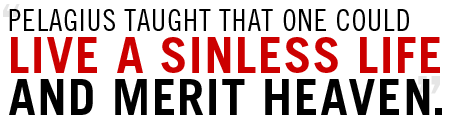 “PELAGIUS TAUGHT THAT ONE COULD
LIVE A SINLESS LIFE
AND MERIT HEAVEN.”